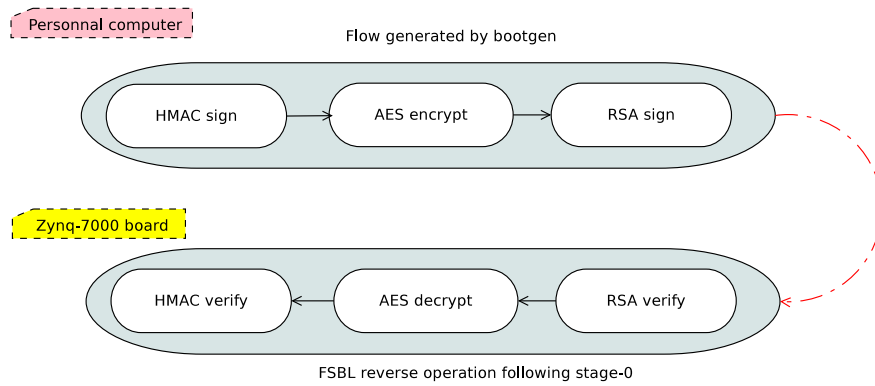 Personnal computer
Flow generated by bootgen
HMAC sign
AES encrypt
RSA sign
Zynq-7000 board
HMAC verify
AES decrypt
RSA verify
FSBL reverse operation following stage-0